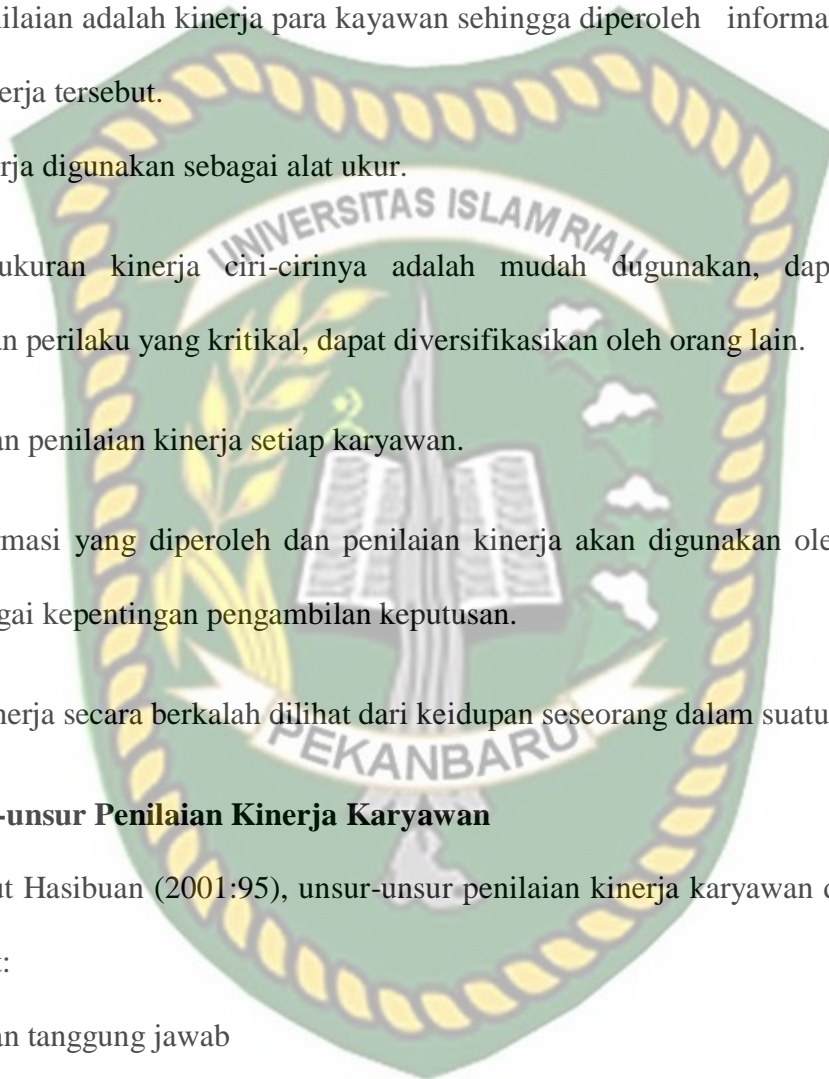 nilaian adalah kinerja para kayawan sehingga diperoleh informa
erja tersebut.
rja digunakan sebagai alat ukur.
UNIVERSITAS ISLAM RIAU
ukuran kinerja ciri-cirinya adalah mudah dugunakan, dap
n perilaku yang kritikal, dapat diversifikasikan oleh orang lain.
an penilaian kinerja setiap karyawan.
rmasi yang diperoleh dan penilaian kinerja akan digunakan ole
gai kepentingan pengambilan keputusan.
nerja secara berkalah dilihat dari keidupan seseorang dalam suatu
PEKANBARU
-unsur Penilaian Kinerja Karyawan
ut Hasibuan (2001:95), unsur-unsur penilaian kinerja karyawan
t:
an tanggung jawab